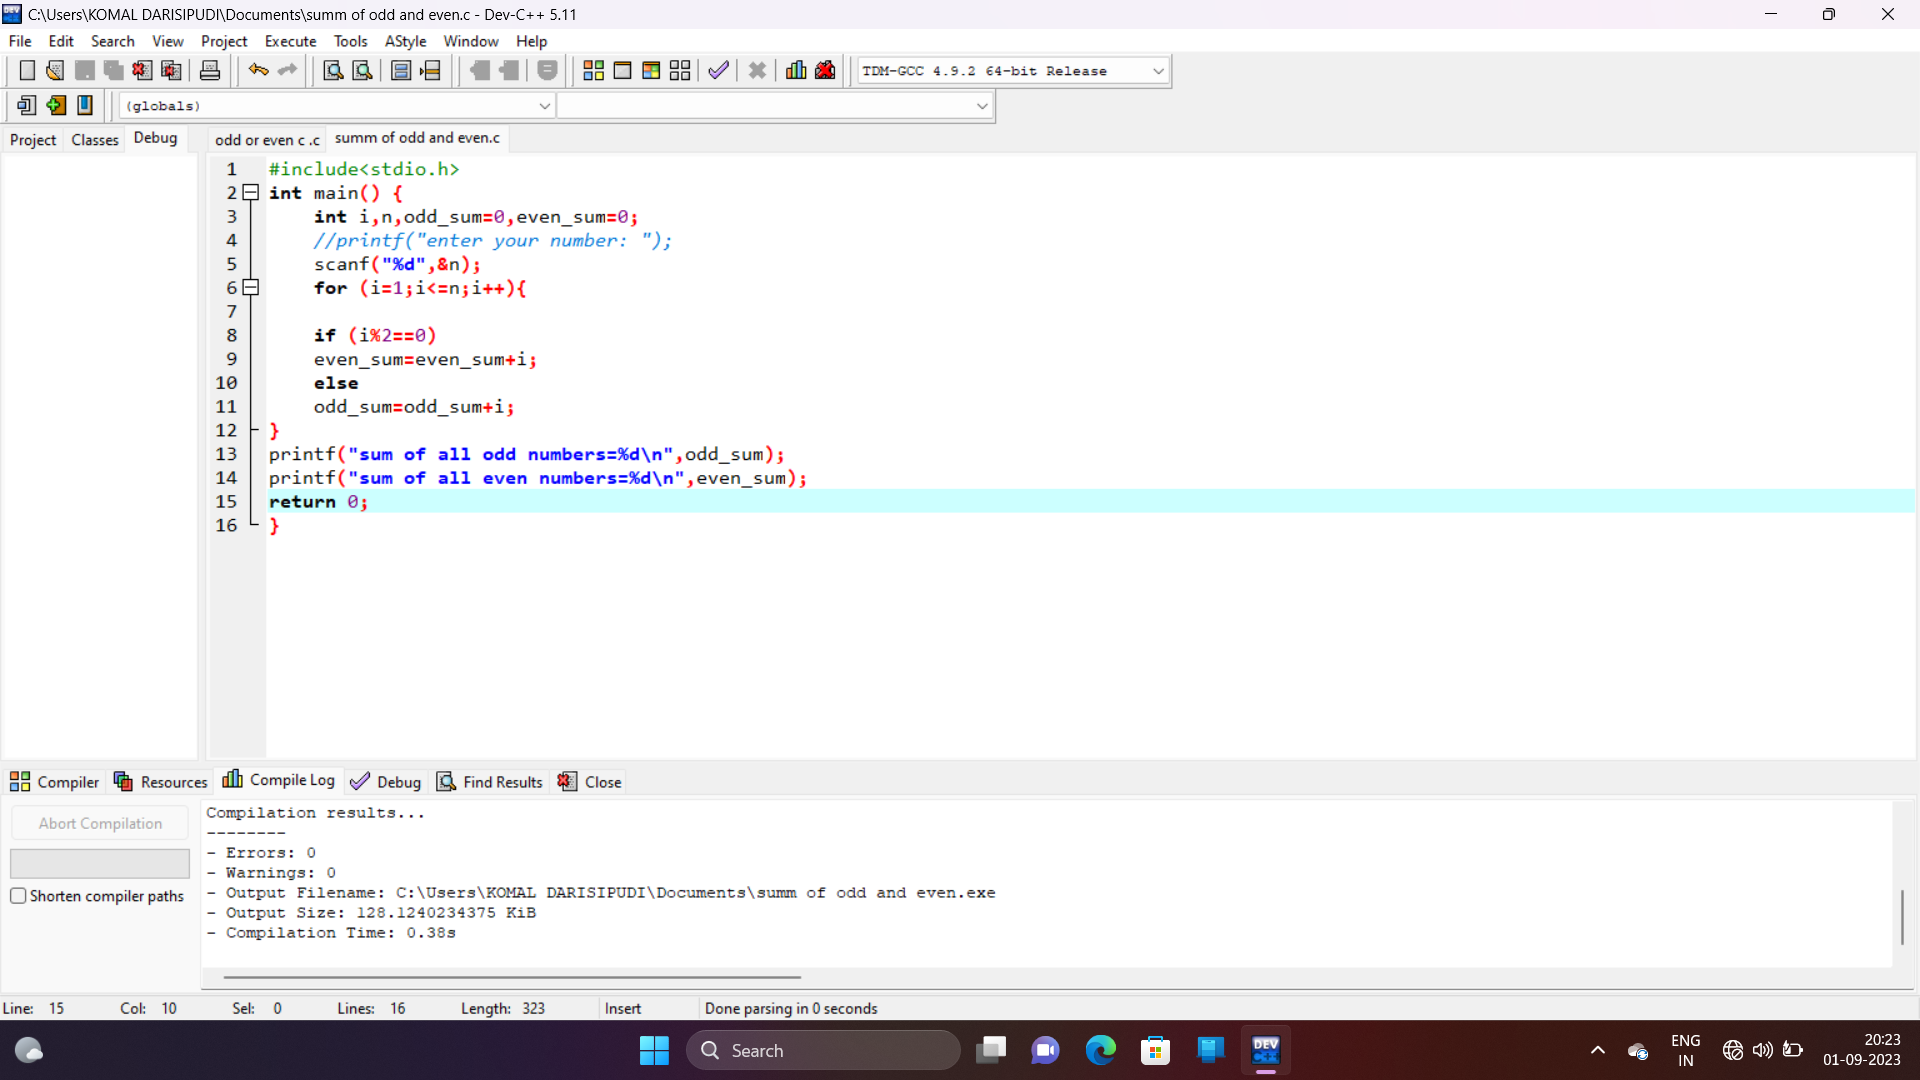 C:\Users\KOMAL DARISIPUDI\Documents\summ of odd and even.c - Dev-C++ 5.11
File Edit Search View Project Execute Tools AStyle Window Help
TDM-GCC 4.9.2 64-bit Release
(globals)
Project Classes Debug odd or even c .c summ of odd and even.c
1 #include<stdio.h>
2 int main() {
3 int i,n,odd_sum=0,even_sum=0;
4 //printf("enter your number: ");
5 scanf("%d",&n);
6 for (i=1;i<=n;i++){
7
8 if (i%2==0)
9 even_sum=even_sum+i;
10 else
11 odd_sum=odd_sum+i;
12 }
13 printf("sum of all odd numbers=%d\n",odd_sum);
14 printf("sum of all even numbers=%d\n",even_sum);
15 return 0;
16 }
Compiler Resources Compile Log Debug Find Results Close
Abort Compilation
Shorten compiler paths
Compilation results...
--------
- Errors: 0
- Warnings: 0
- Output Filename: C:\Users\KOMAL DARISIPUDI\Documents\summ of odd and even.exe
- Output Size: 128.1240234375 KiB
- Compilation Time: 0.38s
Line: 15 Col: 10 Sel: 0 Lines: 16 Length: 323 Insert Done parsing in 0 seconds
Search
DEV
C++
ENG
IN
20:23
01-09-2023